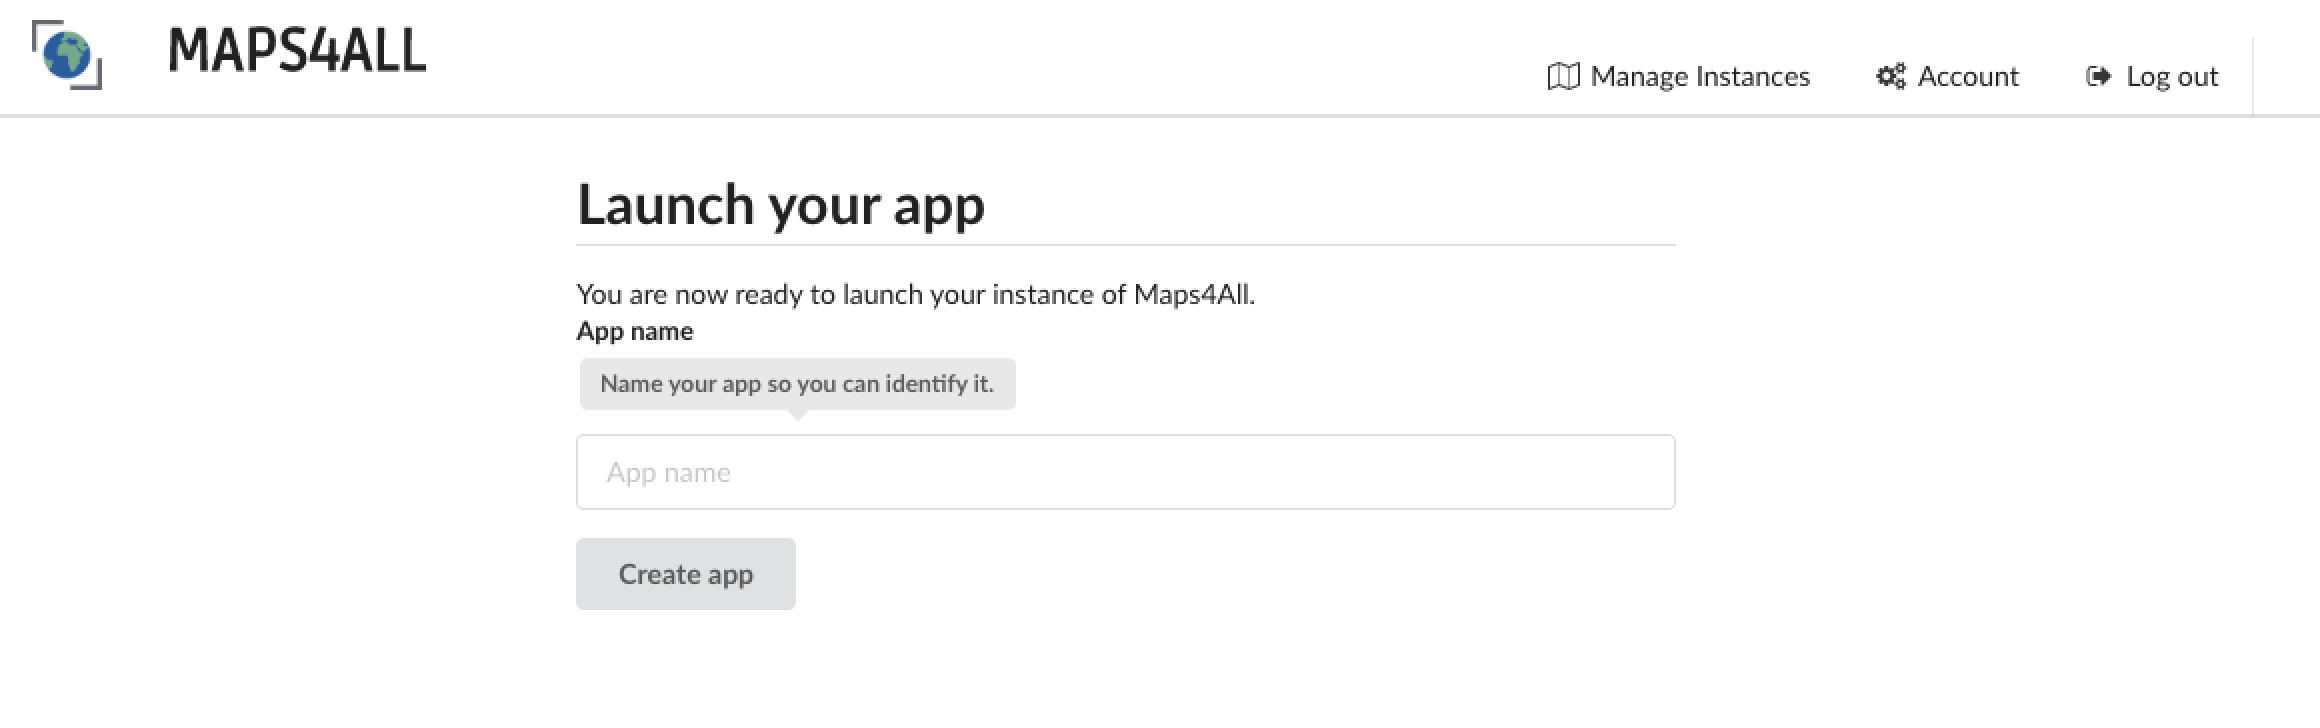 MAPS4ALL
Manage Instances
Account
Log out
Launch your app
You are now ready to launch your instance of Maps4All.
App name
Name your app so you can identify it.
App name
Create app